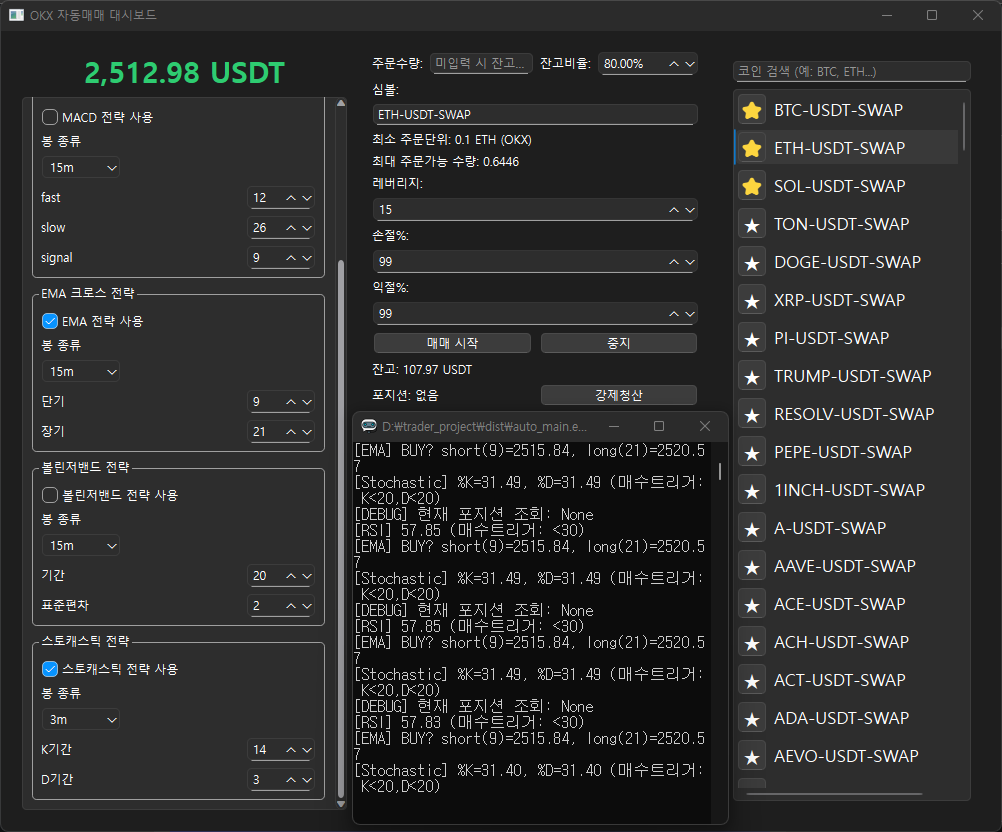 OKX 자동매매 대시보드
2,512.98 USDT
MACD 전략 사용
봉 종류
15m
fast
12
slow
26
signal
9
EMA 크로스 전략
EMA 전략 사용
봉 종류
15m
단기
9
장기
21
볼린저밴드 전략
볼린저밴드 전략 사용
봉 종류
15m
기간
20
표준편차
2
스토캐스틱 전략
스토캐스틱 전략 사용
봉 종류
3m
K기간
14
D기간
3
주문수량:
미입력 시 잔고...
잔고비율:
80.00%
심볼:
ETH-USDT-SWAP
최소 주문단위: 0.1 ETH (OKX)
최대 주문가능 수량: 0.6446
레버리지:
15
손절%:
99
익절%:
99
매매 시작
중지
잔고: 107.97 USDT
포지션: 없음
강제청산
D:₩trader_project₩dist₩auto_main.e...
[EMA] BUY? short(9)=2515.84, long(21)=2520.5
7
[Stochastic] %K=31.49, %D=31.49 (매수트리거:
K<20,D<20)
[DEBUG] 현재 포지션 조회: None
[RSI] 57.85 (매수트리거: <30)
[EMA] BUY? short(9)=2515.84, long(21)=2520.5
7
[Stochastic] %K=31.49, %D=31.49 (매수트리거:
K<20,D<20)
[DEBUG] 현재 포지션 조회: None
[RSI] 57.85 (매수트리거: <30)
[EMA] BUY? short(9)=2515.84, long(21)=2520.5
7
[Stochastic] %K=31.49, %D=31.49 (매수트리거:
K<20,D<20)
[DEBUG] 현재 포지션 조회: None
[RSI] 57.83 (매수트리거: <30)
[EMA] BUY? short(9)=2515.84, long(21)=2520.5
7
[Stochastic] %K=31.40, %D=31.40 (매수트리거:
K<20,D<20)
코인 검색 (예: BTC, ETH...)
BTC-USDT-SWAP
ETH-USDT-SWAP
SOL-USDT-SWAP
TON-USDT-SWAP
DOGE-USDT-SWAP
XRP-USDT-SWAP
PI-USDT-SWAP
TRUMP-USDT-SWAP
RESOLV-USDT-SWAP
PEPE-USDT-SWAP
1INCH-USDT-SWAP
A-USDT-SWAP
AAVE-USDT-SWAP
ACE-USDT-SWAP
ACH-USDT-SWAP
ACT-USDT-SWAP
ADA-USDT-SWAP
AEVO-USDT-SWAP